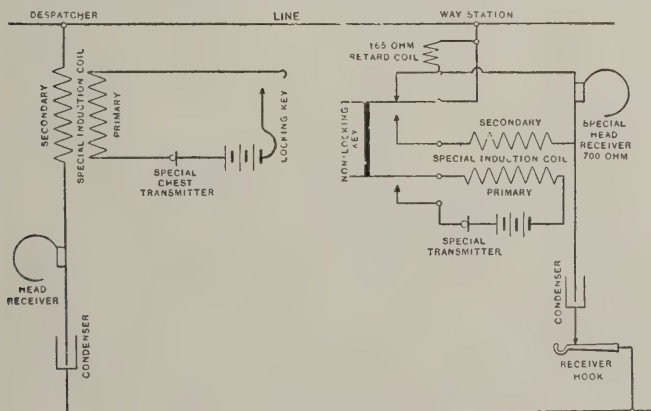 DESPATCHER
LINE
WAY STATION
165 OHM
RETARD COIL
SECONDARY
SPECIAL INDUCTION COIL
PRIMARY
LOCKING KEY
SPECIAL
CHEST
TRANSMITTER
HEAD
RECEIVER
CONDENSER
NON-LOCKING
KEY
SECONDARY
SPECIAL INDUCTION COIL
PRIMARY
SPECIAL
TRANSMITTER
SPECIAL
HEAD
RECEIVER
700 OHM
CONDENSER
RECEIVER
HOOK